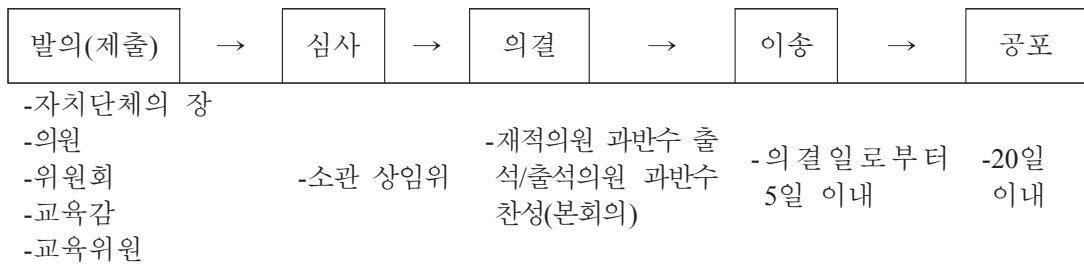 발의(제출) → 심사 → 의결 → 이송 → 공포
-자치단체의 장
-의원
-위원회
-교육감
-교육위원
-소관 상임위
-재적의원 과반수 출
석/출석의원 과반수
찬성(본회의)
-의결일로부터
5일 이내
-20일
이내